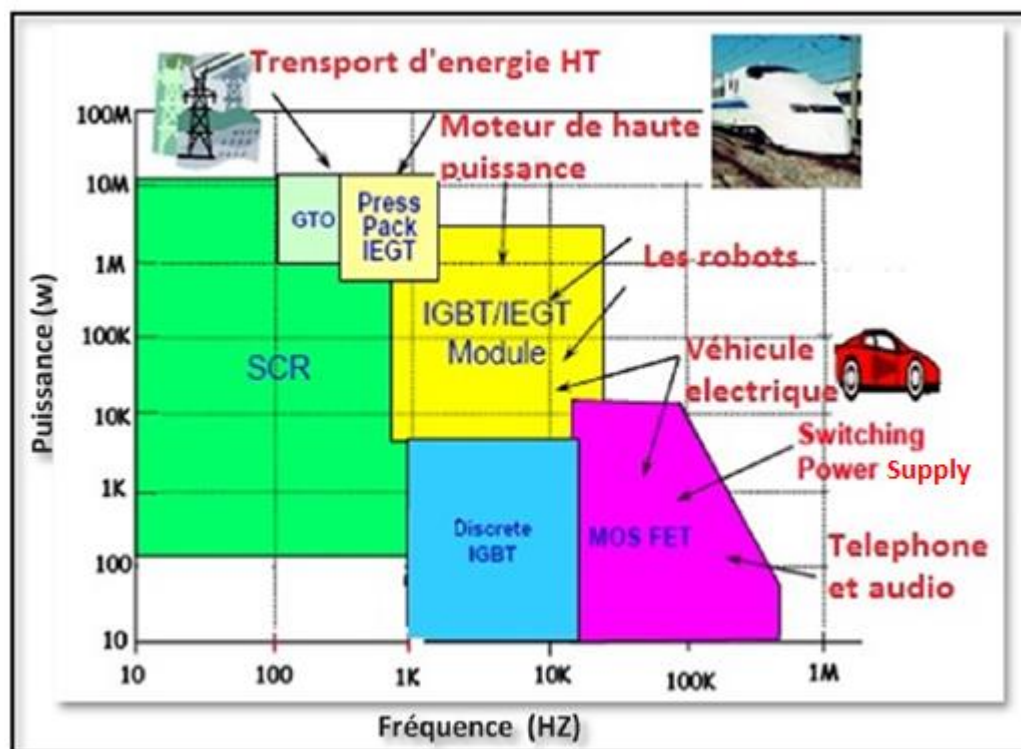 Trensport d'energie HT
100M
Moteur de haute
puissance
10M
GTO
Press
Pack
IEGT
1M
Les robots
IGBT/IEGT
Module
100K
SCR
Véhicule
electrique
10K
Switching
Power Supply
1K
Discrete
IGBT
MOS FET
Telèphone
et audio
100
10
Puissance (w)
10
100
1K
10K
100K
1M
Fréquence (HZ)